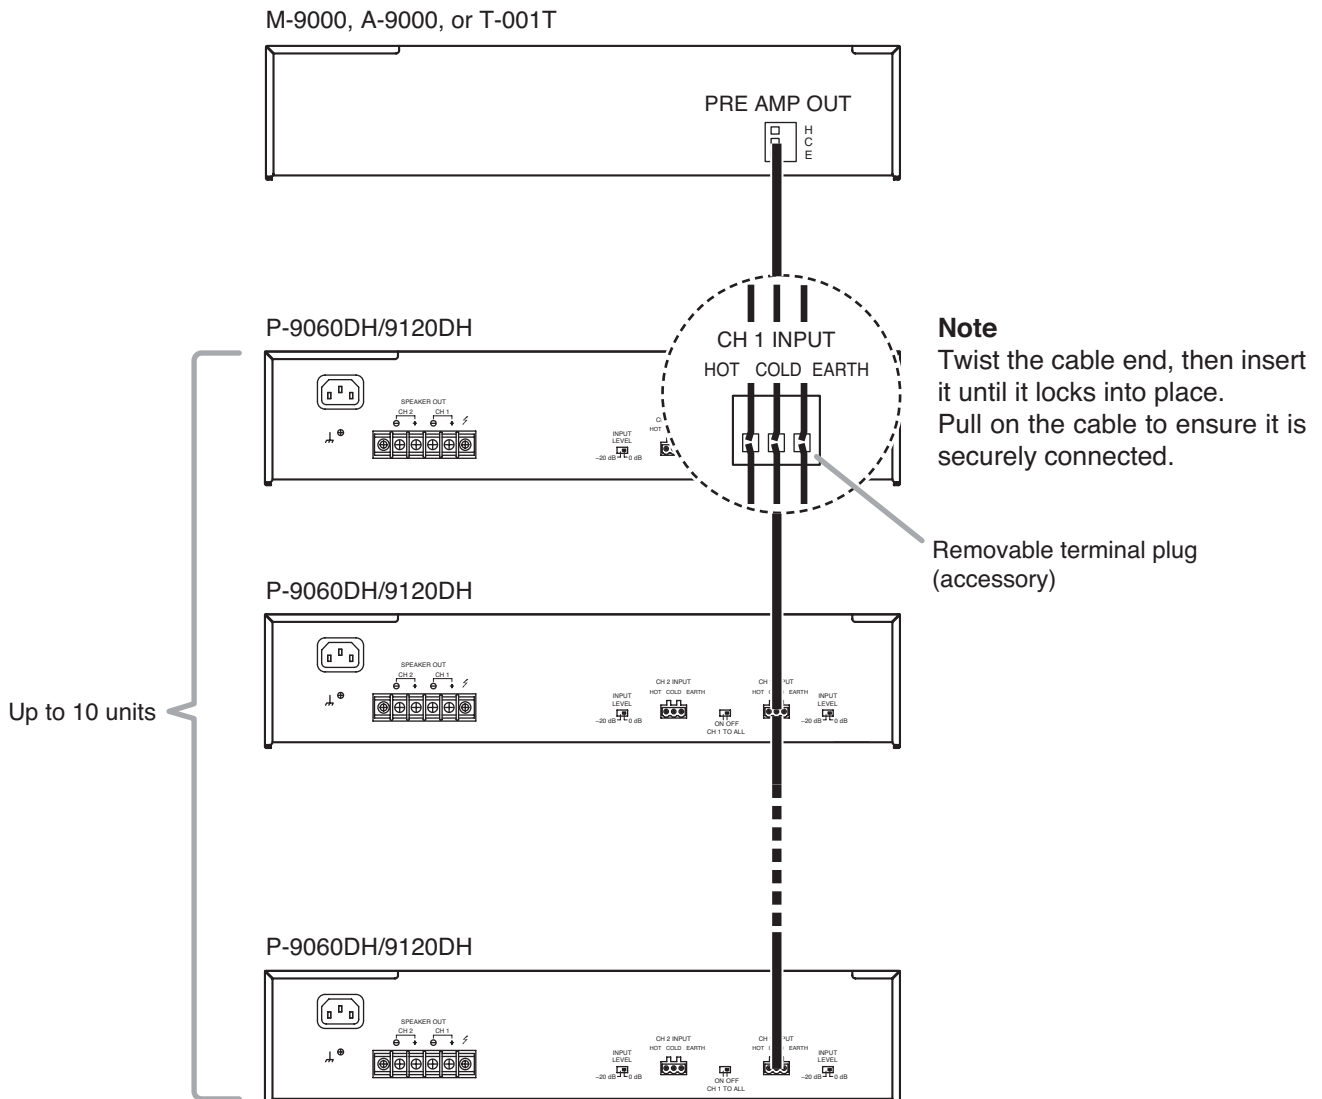 M-9000, A-9000, or T-001T
PRE AMP OUT
H
C
E
P-9060DH/9120DH
CH 1 INPUT
HOT COLD EARTH
Note
Twist the cable end, then insert
it until it locks into place.
Pull on the cable to ensure it is
securely connected.
SPEAKER OUT
CH 2 CH 1
INPUT
LEVEL
–20 dB 0 dB
HOT
Removable terminal plug
(accessory)
P-9060DH/9120DH
SPEAKER OUT
CH 2 CH 1
CH 2 INPUT
HOT COLD EARTH
INPUT
LEVEL
–20 dB 0 dB
ON OFF
CH 1 TO ALL
CH
HOT EARTH
INPUT
LEVEL
–20 dB 0 dB
Up to 10 units
P-9060DH/9120DH
SPEAKER OUT
CH 2 CH 1
CH 2 INPUT
HOT COLD EARTH
INPUT
LEVEL
–20 dB 0 dB
ON OFF
CH 1 TO ALL
CH
HOT EARTH
INPUT
LEVEL
–20 dB 0 dB